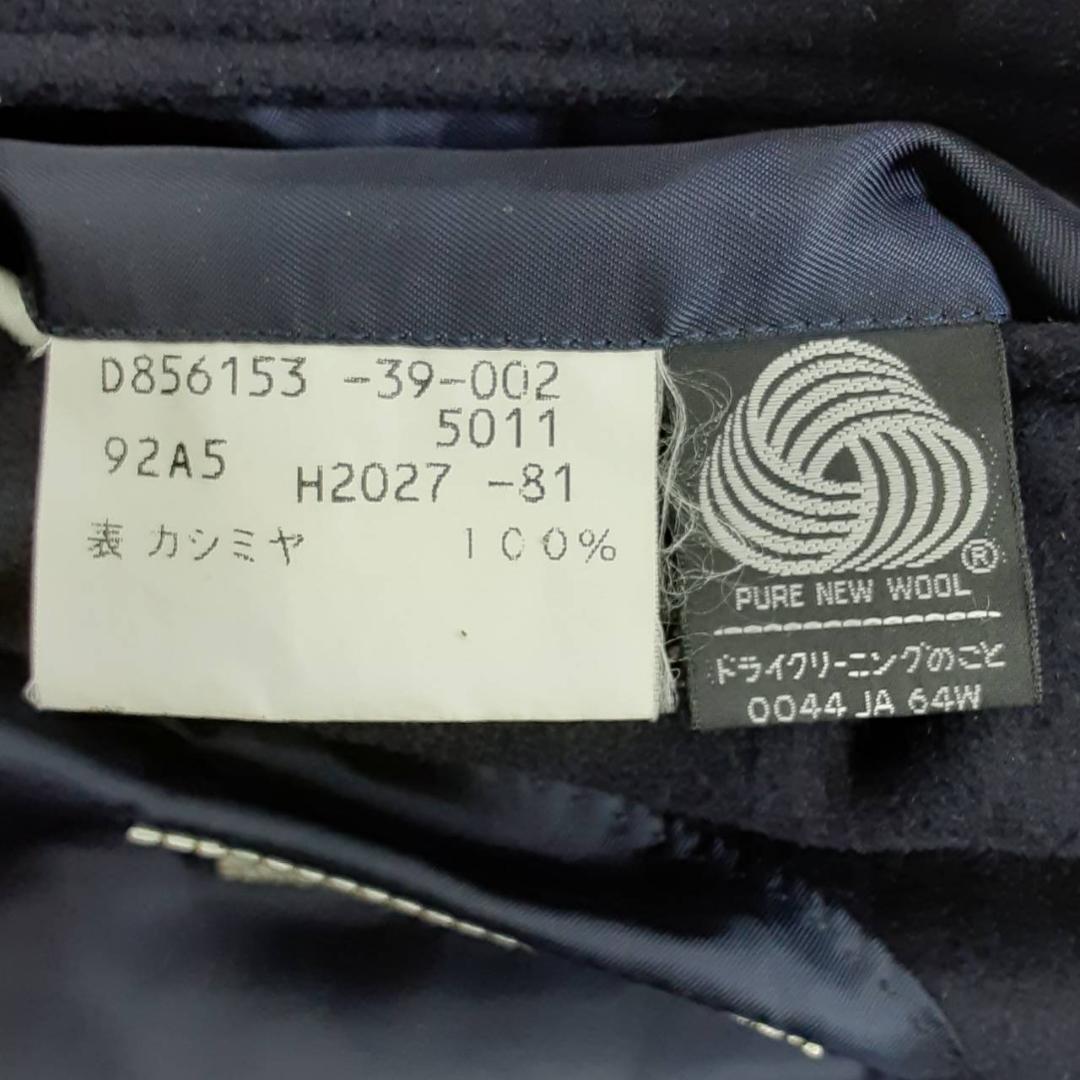 D856153 -39-002
5011
92A5
H2027 -81
表 カシミヤ 100%
®
PURE NEW WOOL
ドライクリーニングのこと
0044 JA 64W